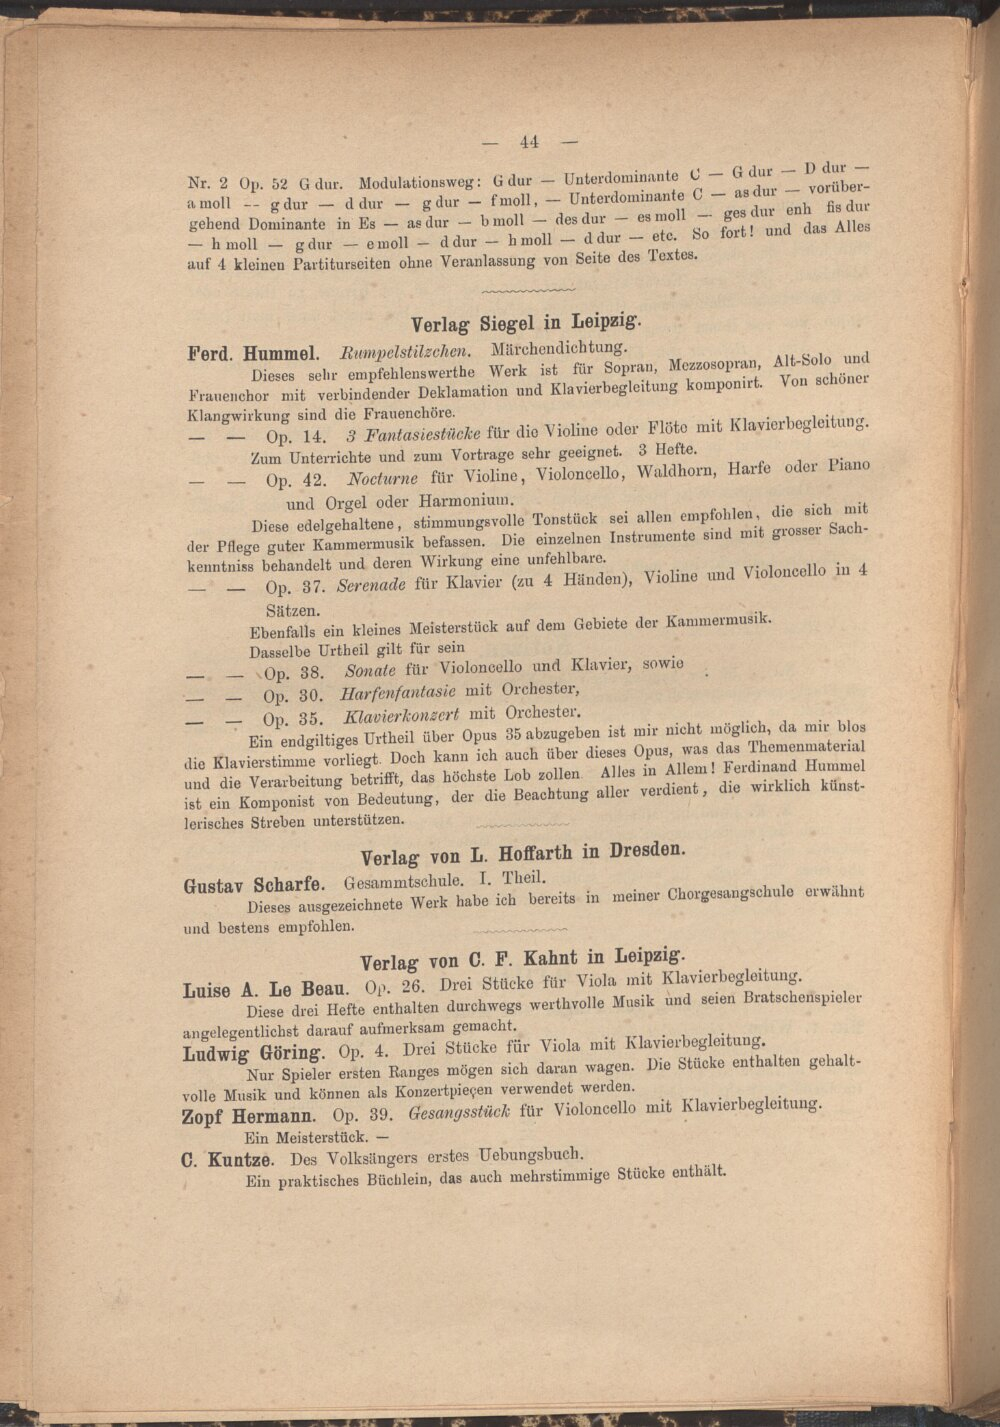 — 44 —
Nr. 2 Op. 52 G dur. Modulationsweg: G dur — Unterdominante C — G dur — D dur —
a moll — g dur — d dur — g dur — f moll, — Unterdominante C — as dur — vorüber-
gehend Dominante in Es — as dur — b moll — des dur — es moll — ges dur enh fis dur
— h moll — g dur — e moll — d dur — h moll — d dur — etc. So fort! und das Alles
auf 4 kleinen Partiturseiten ohne Veranlassung von Seite des Textes.
Verlag Siegel in Leipzig.
Ferd. Hummel. Rumpelstilzchen. Märchendichtung.
Dieses sehr empfehlenswerthe Werk ist für Sopran, Mezzosopran, Alt-Solo und
Frauenchor mit verbindender Deklamation und Klavierbegleitung komponirt. Von schöner
Klangwirkung sind die Frauenchöre.
— — Op. 14. 3 Fantasiestücke für die Violine oder Flöte mit Klavierbegleitung.
Zum Unterrichte und zum Vortrage sehr geeignet. 3 Hefte.
— — Op. 42. Nocturne für Violine, Violoncello, Waldhorn, Harfe oder Piano
und Orgel oder Harmonium.
Diese edelgehaltene, stimmungsvolle Tonstück sei allen empfohlen, die sich mit
der Pflege guter Kammermusik befassen. Die einzelnen Instrumente sind mit grosser Sach-
kenntniss behandelt und deren Wirkung eine unfehlbare.
— — Op. 37. Serenade für Klavier (zu 4 Händen), Violine und Violoncello in 4
Sätzen.
Ebenfalls ein kleines Meisterstück auf dem Gebiete der Kammermusik.
Dasselbe Urtheil gilt für sein
— — Op. 38. Sonate für Violoncello und Klavier, sowie
— — Op. 30. Harfenfantasie mit Orchester,
— — Op. 35. Klavierkonzert mit Orchester.
Ein endgiltiges Urtheil über Opus 35 abzugeben ist mir nicht möglich, da mir blos
die Klavierstimme vorliegt. Doch kann ich auch über dieses Opus, was das Themenmaterial
und die Verarbeitung betrifft, das höchste Lob zollen. Alles in Allem! Ferdinand Hummel
ist ein Komponist von Bedeutung, der die Beachtung aller verdient, die wirklich künst-
lerisches Streben unterstützen.
Verlag von L. Hoffarth in Dresden.
Gustav Scharfe. Gesammtschule. I. Theil.
Dieses ausgezeichnete Werk habe ich bereits in meiner Chorgesangschule erwähnt
und bestens empfohlen.
Verlag von C. F. Kahnt in Leipzig.
Luise A. Le Beau. Op. 26. Drei Stücke für Viola mit Klavierbegleitung.
Diese drei Hefte enthalten durchwegs werthvolle Musik und seien Bratschenspieler
angelegentlichst darauf aufmerksam gemacht.
Ludwig Göring. Op. 4. Drei Stücke für Viola mit Klavierbegleitung.
Nur Spieler ersten Ranges mögen sich daran wagen. Die Stücke enthalten gehalt-
volle Musik und können als Konzertpieçen verwendet werden.
Zopf Hermann. Op. 39. Gesangsstück für Violoncello mit Klavierbegleitung.
Ein Meisterstück. —
C. Kuntze. Des Volksängers erstes Uebungsbuch.
Ein praktisches Büchlein, das auch mehrstimmige Stücke enthält.